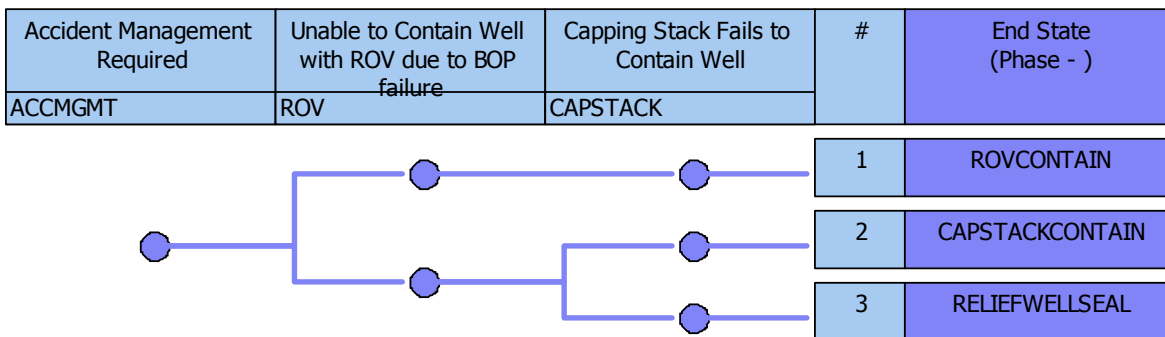 Accident Management
Required
Unable to Contain Well
with ROV due to BOP
failure
Capping Stack Fails to
Contain Well
#
End State
(Phase - )
ACCMGMT
ROV
CAPSTACK
1
ROVCONTAIN
2
CAPSTACKCONTAIN
3
RELIEFWELLSEAL